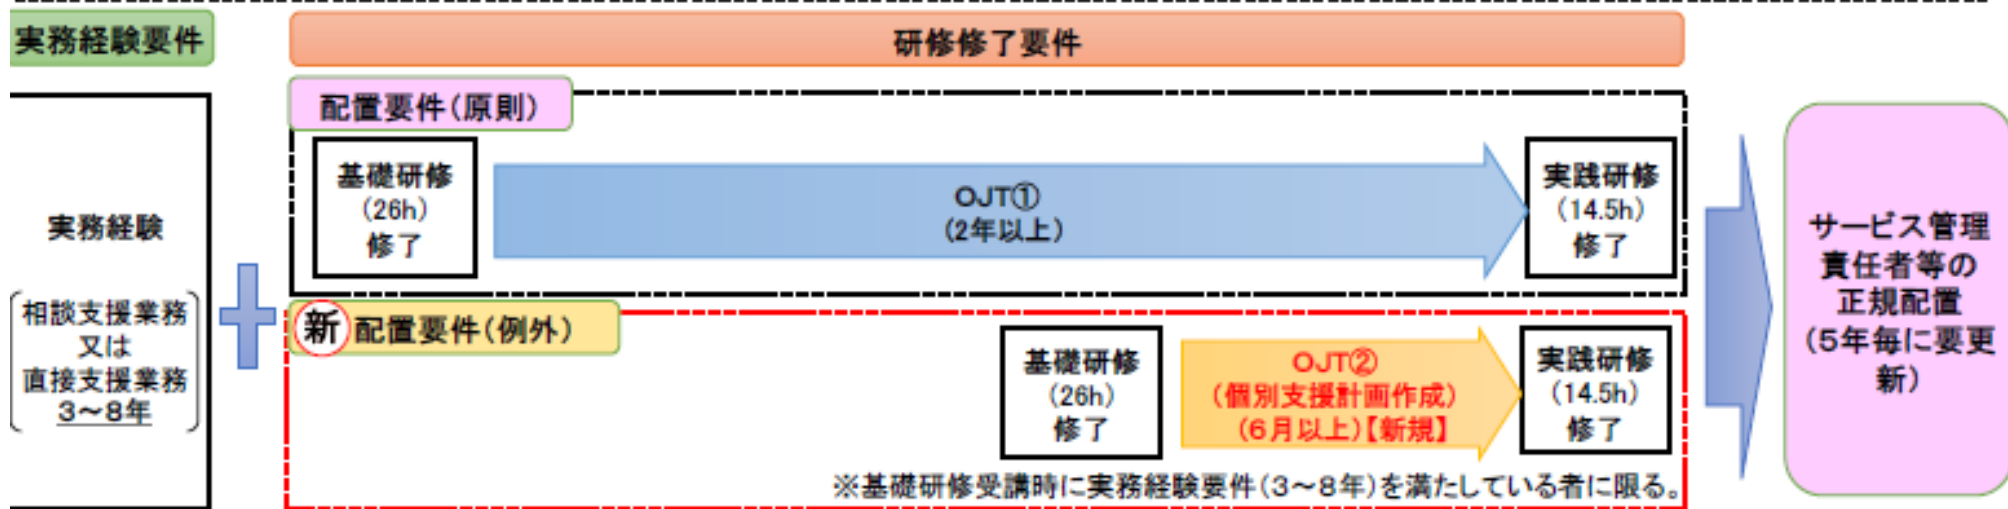 実務経験要件
研修修了要件
実務経験
相談支援業務
又は
直接支援業務
3～8年
配置要件(原則)
基礎研修
(26h)
修了
OJT①
(2年以上)
実践研修
(14.5h)
修了
新 配置要件(例外)
基礎研修
(26h)
修了
OJT②
(個別支援計画作成)
(6月以上)【新規】
実践研修
(14.5h)
修了
※基礎研修受講時に実務経験要件(3～8年)を満たしている者に限る。
サービス管理
責任者等の
正規配置
(5年毎に要更
新)